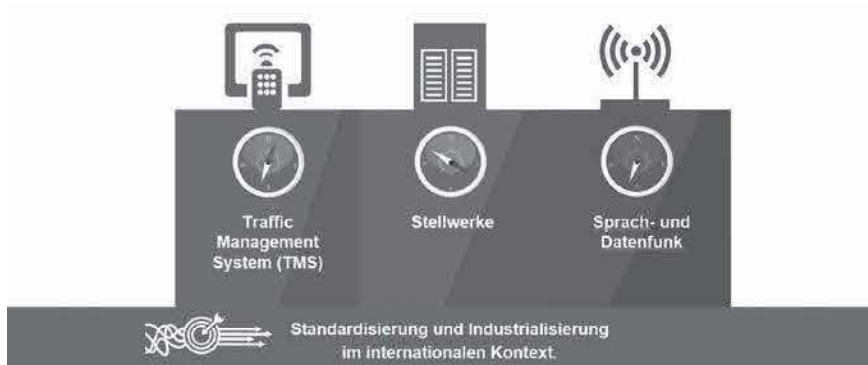 Traffic
Management
System (TMS)
Stellwerke
Sprach- und
Datenfunk
Standardisierung und Industrialisierung
im internationalen Kontext.